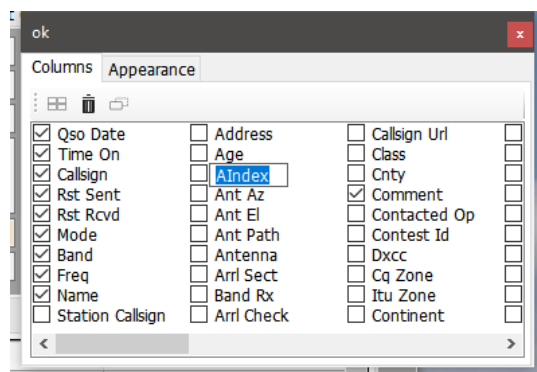 ok
x
Columns Appearance
Qso Date Address Callsign Url
Time On Age Class
Callsign AIndex Cnty
Rst Sent Ant Az Comment
Rst Rcvd Ant El Contacted Op
Mode Ant Path Contest Id
Band Antenna Dxcc
Freq Arrl Sect Cq Zone
Name Band Rx Itu Zone
Station Callsign Arrl Check Continent